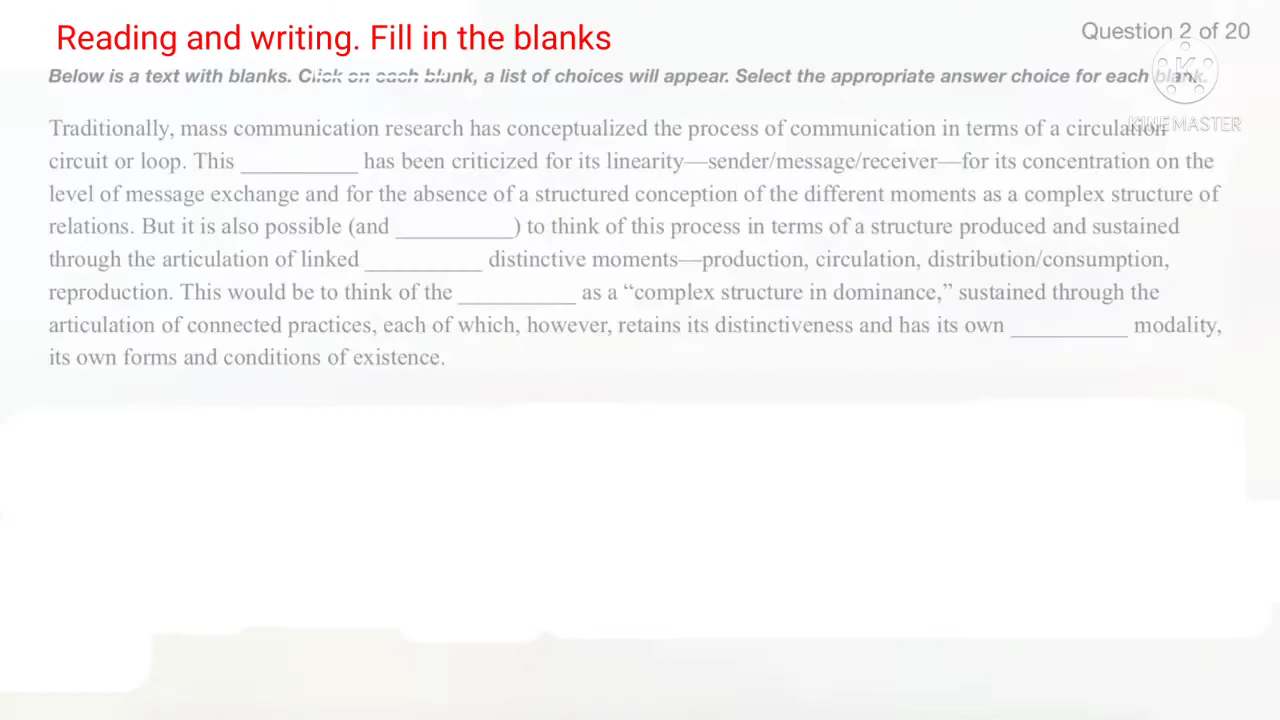 Reading and writing. Fill in the blanks
Question 2 of 20
Below is a text with blanks. Click on each blank, a list of choices will appear. Select the appropriate answer choice for each blank.
KINEMASTER
Traditionally, mass communication research has conceptualized the process of communication in terms of a circulation
circuit or loop. This __________ has been criticized for its linearity—sender/message/receiver—for its concentration on the
level of message exchange and for the absence of a structured conception of the different moments as a complex structure of
relations. But it is also possible (and __________) to think of this process in terms of a structure produced and sustained
through the articulation of linked __________ distinctive moments—production, circulation, distribution/consumption,
reproduction. This would be to think of the __________ as a “complex structure in dominance,” sustained through the
articulation of connected practices, each of which, however, retains its distinctiveness and has its own __________ modality,
its own forms and conditions of existence.